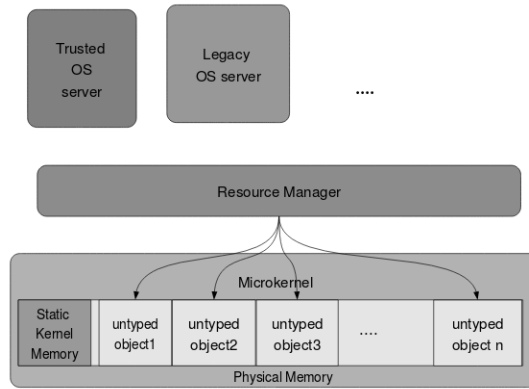 Trusted
OS
server
Legacy
OS server
....
Resource Manager
Microkernel
Static
Kernel
Memory
untyped
object1
untyped
object2
untyped
object3
....
untyped
object n
Physical Memory